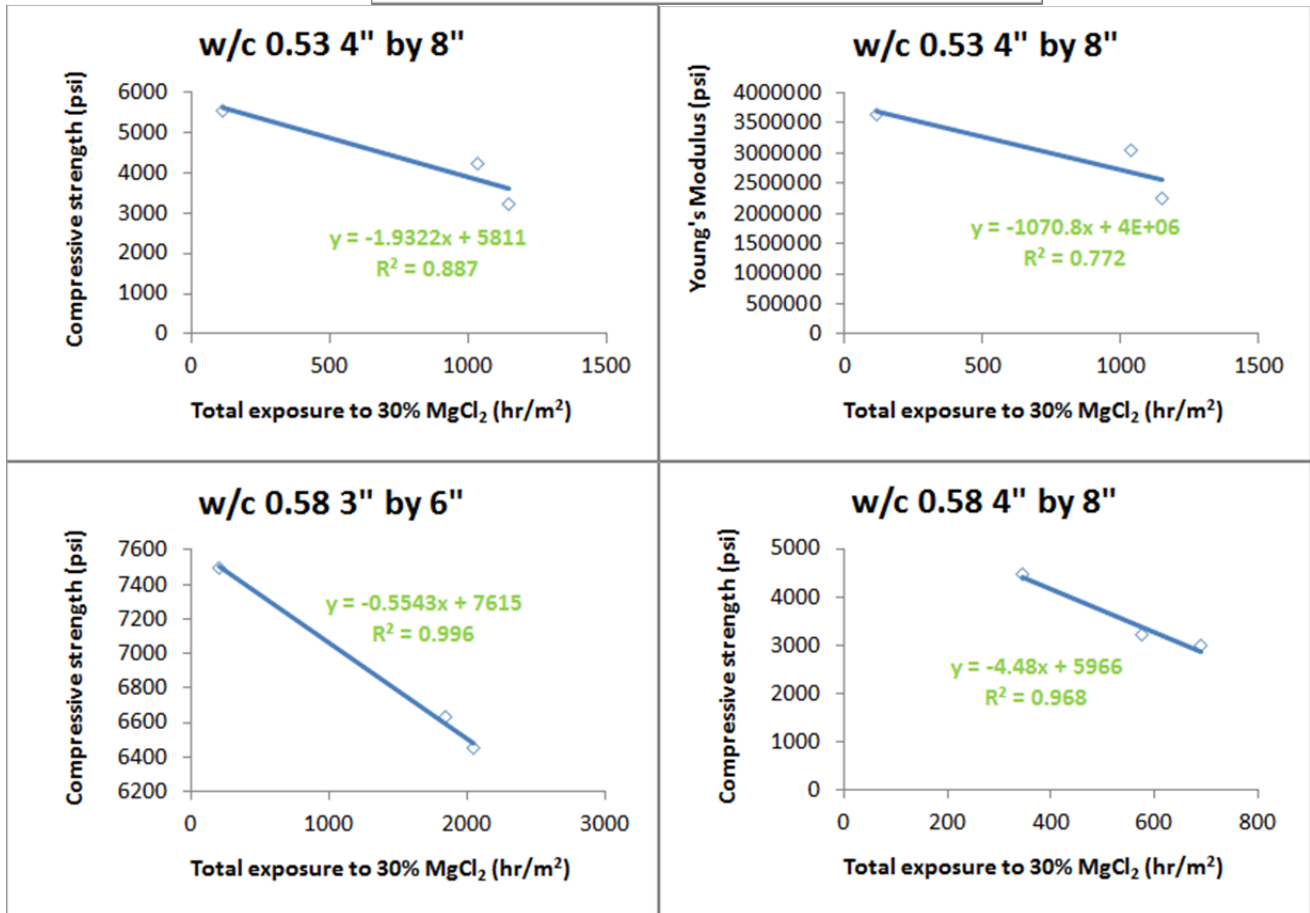 w/c 0.53 4" by 8"
Compressive strength (psi)
6000
5000
4000
3000
2000
1000
0
y = -1.9322x + 5811
R² = 0.887
0 500 1000 1500
Total exposure to 30% MgCl₂ (hr/m²)
w/c 0.53 4" by 8"
Young's Modulus (psi)
4000000
3500000
3000000
2500000
2000000
1500000
1000000
500000
0
y = -1070.8x + 4E+06
R² = 0.772
0 500 1000 1500
Total exposure to 30% MgCl₂ (hr/m²)
w/c 0.58 3" by 6"
Compressive strength (psi)
7600
7400
7200
7000
6800
6600
6400
6200
y = -0.5543x + 7615
R² = 0.996
0 1000 2000 3000
Total exposure to 30% MgCl₂ (hr/m²)
w/c 0.58 4" by 8"
Compressive strength (psi)
5000
4000
3000
2000
1000
0
y = -4.48x + 5966
R² = 0.968
0 200 400 600 800
Total exposure to 30% MgCl₂ (hr/m²)